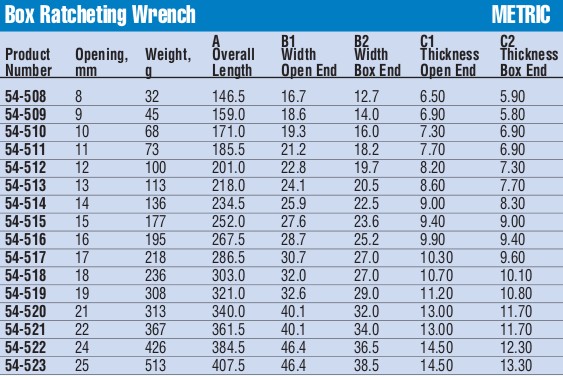 Box Ratcheting Wrench METRIC
A B1 B2 C1 C2
Product Opening, Weight, Overall Width Width Thickness Thickness
Number mm g Length Open End Box End Open End Box End
54-508 8 32 146.5 16.7 12.7 6.50 5.90
54-509 9 45 159.0 18.6 14.0 6.90 5.80
54-510 10 68 171.0 19.3 16.0 7.30 6.90
54-511 11 73 185.5 21.2 18.2 7.70 6.90
54-512 12 100 201.0 22.8 19.7 8.20 7.30
54-513 13 113 218.0 24.1 20.5 8.60 7.70
54-514 14 136 234.5 25.9 22.5 9.00 8.30
54-515 15 177 252.0 27.6 23.6 9.40 9.00
54-516 16 195 267.5 28.7 25.2 9.90 9.40
54-517 17 218 286.5 30.7 27.0 10.30 9.60
54-518 18 236 303.0 32.0 27.0 10.70 10.10
54-519 19 308 321.0 32.6 29.0 11.20 10.80
54-520 21 313 340.0 40.1 32.0 13.00 11.70
54-521 22 367 361.5 40.1 34.0 13.00 11.70
54-522 24 426 384.5 46.4 36.5 14.50 12.30
54-523 25 513 407.5 46.4 38.5 14.50 13.30